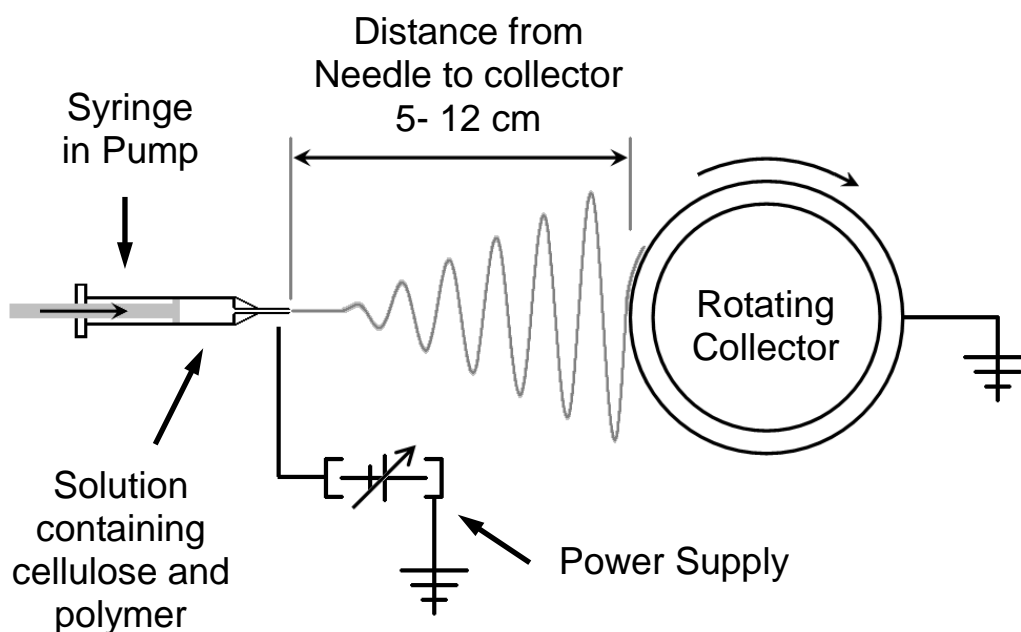 Distance from
Needle to collector
5- 12 cm
Syringe
in Pump
Rotating
Collector
Solution
containing
cellulose and
polymer
Power Supply